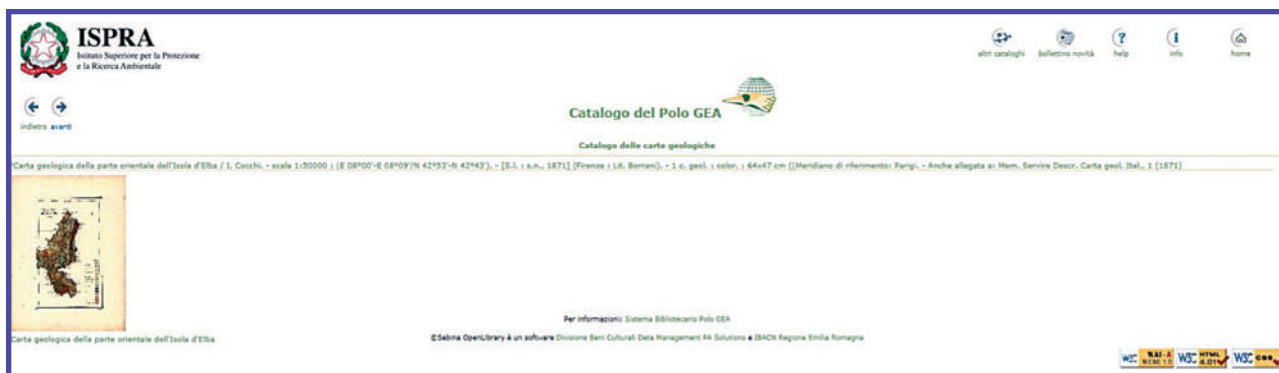 ISPRA
Istituto Superiore per la Protezione
e la Ricerca Ambientale
altri cataloghi bollettino novità help info home
indietro avanti
Catalogo del Polo GEA
Catalogo delle carte geologiche
Carta geologica della parte orientale dell'Isola d'Elba / I. Cocchi. - scala 1:50000 ; (E 08°00'-E 08°09'/N 42°53'-N 42°43'). - [S.l. : s.n., 1871] (Firenze : Lit. Borrani). - 1 c. geol. : color. ; 64x47 cm ((Meridiano di riferimento: Parigi. - Anche allegata a: Mem. Servire Descr. Carta geol. Ital., 1 (1871)
Carta geologica della parte orientale dell'Isola d'Elba
Per informazioni: Sistema Bibliotecario Polo GEA
©Sebina OpenLibrary è un software Divisione Beni Culturali Data Management PA Solutions e IBACN Regione Emilia Romagna
W3C WAI-A WCAG 1.0 W3C HTML 4.01 W3C css